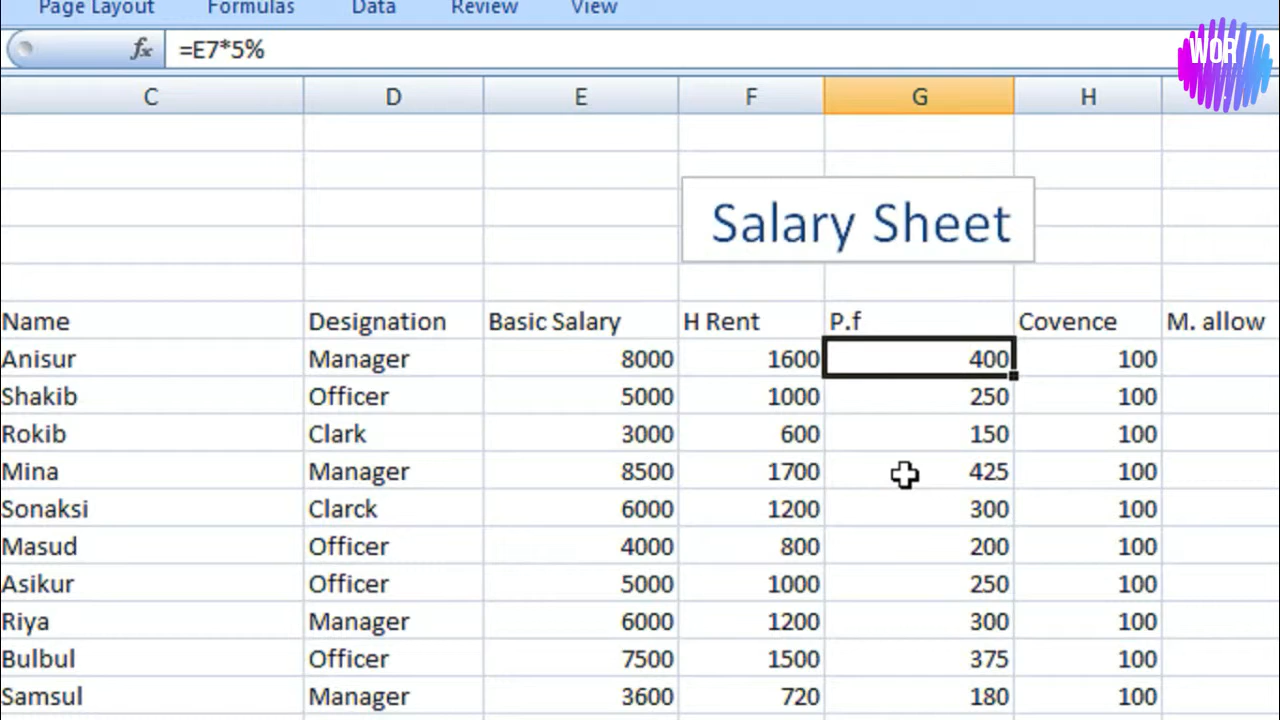 Page Layout Formulas Data Review View
WOR
fx =E7*5%
C D E F G H
Salary Sheet
Name Designation Basic Salary H Rent P.f Covence M. allow
Anisur Manager 8000 1600 400 100
Shakib Officer 5000 1000 250 100
Rokib Clark 3000 600 150 100
Mina Manager 8500 1700 425 100
Sonaksi Clarck 6000 1200 300 100
Masud Officer 4000 800 200 100
Asikur Officer 5000 1000 250 100
Riya Manager 6000 1200 300 100
Bulbul Officer 7500 1500 375 100
Samsul Manager 3600 720 180 100